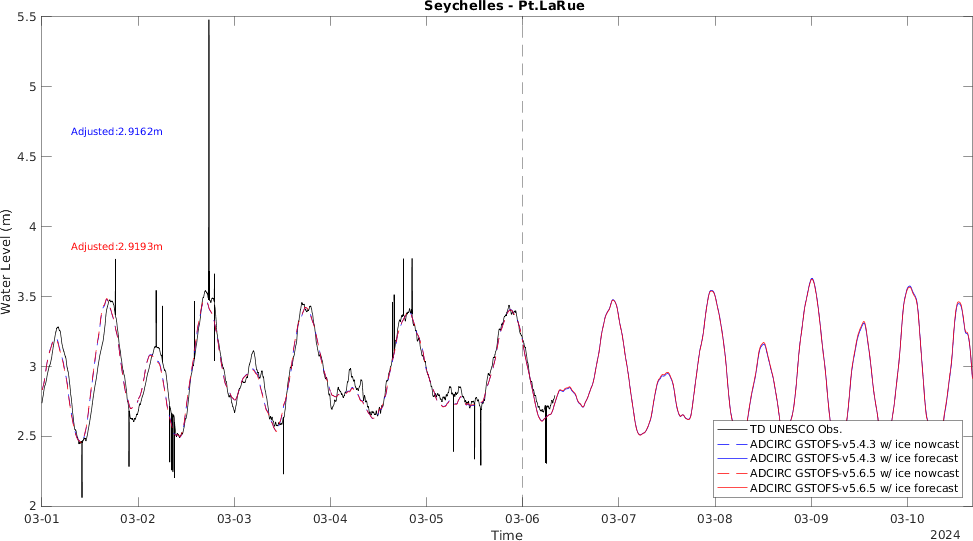 Seychelles - Pt.LaRue
5.5
5
4.5
4
3.5
3
2.5
2
Water Level (m)
Adjusted:2.9162m
Adjusted:2.9193m
TD UNESCO Obs.
ADCIRC GSTOFS-v5.4.3 w/ ice nowcast
ADCIRC GSTOFS-v5.4.3 w/ ice forecast
ADCIRC GSTOFS-v5.6.5 w/ ice nowcast
ADCIRC GSTOFS-v5.6.5 w/ ice forecast
03-01 03-02 03-03 03-04 03-05 03-06 03-07 03-08 03-09 03-10
Time
2024